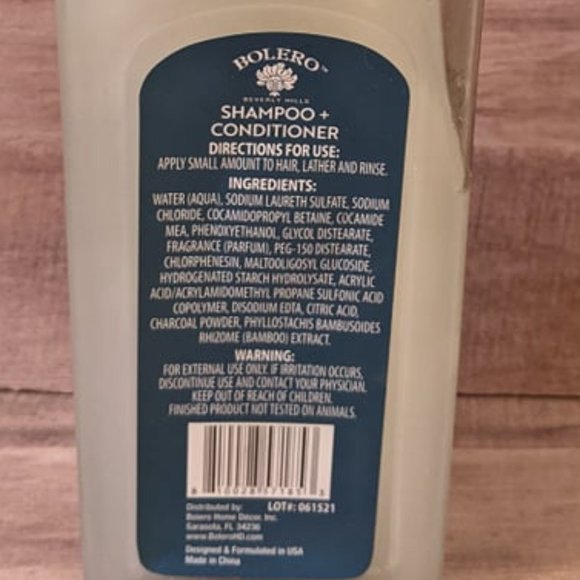 BOLERO™
BEVERLY HILLS
SHAMPOO +
CONDITIONER
DIRECTIONS FOR USE:
APPLY SMALL AMOUNT TO HAIR, LATHER AND RINSE.
INGREDIENTS:
WATER (AQUA), SODIUM LAURETH SULFATE, SODIUM
CHLORIDE, COCAMIDOPROPYL BETAINE, COCAMIDE
MEA, PHENOXYETHANOL, GLYCOL DISTEARATE,
FRAGRANCE (PARFUM), PEG-150 DISTEARATE,
CHLORPHENESIN, MALTOOLIGOSYL GLUCOSIDE,
HYDROGENATED STARCH HYDROLYSATE, ACRYLIC
ACID/ACRYLAMIDOMETHYL PROPANE SULFONIC ACID
COPOLYMER, DISODIUM EDTA, CITRIC ACID,
CHARCOAL POWDER, PHYLLOSTACHIS BAMBUSOIDES
RHIZOME (BAMBOO) EXTRACT.
WARNING:
FOR EXTERNAL USE ONLY. IF IRRITATION OCCURS,
DISCONTINUE USE AND CONTACT YOUR PHYSICIAN.
KEEP OUT OF REACH OF CHILDREN.
FINISHED PRODUCT NOT TESTED ON ANIMALS.
Distributed by: LOT#: 061521
Bolero Home Décor, Inc.
Sarasota, FL 34236
www.BoleroHD.com
Designed & Formulated in USA
Made in China